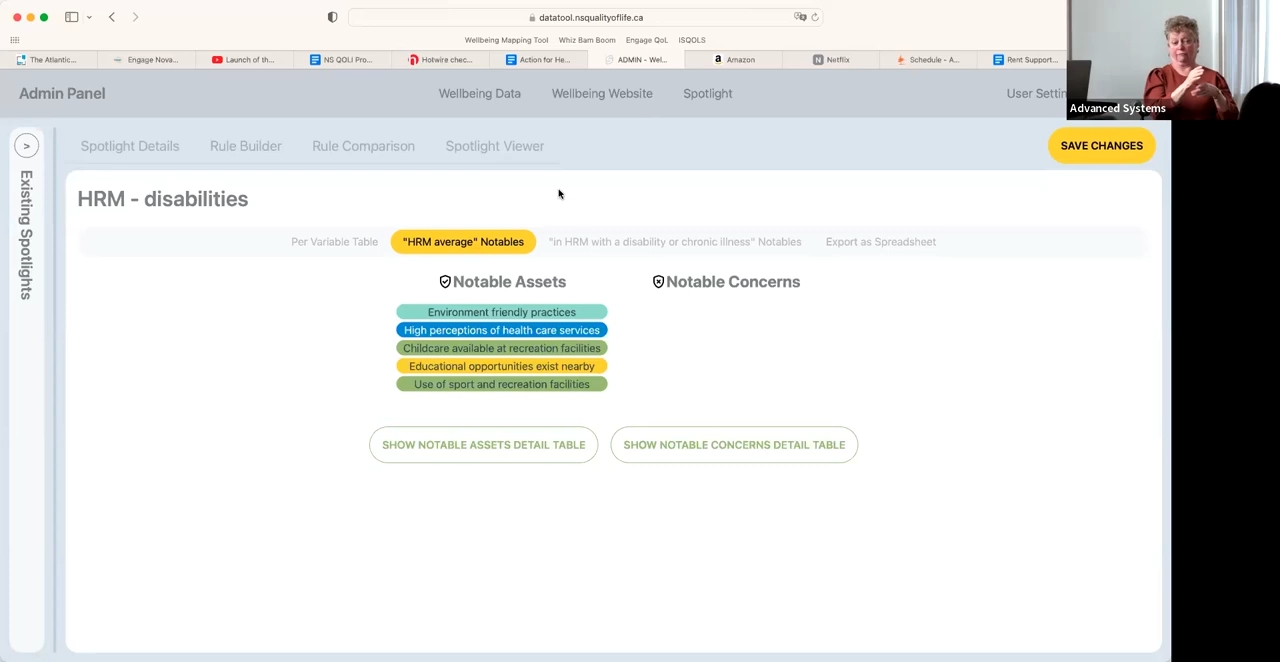 datatool.nsqualityoflife.ca
Wellbeing Mapping Tool Whiz Bam Boom Engage QoL ISQOLS
The Atlantic... Engage Nova... Launch of th... NS QOLI Pro... Hotwire chec... Action for He... ADMIN - Wel... Amazon Netflix Schedule - A... Rent Support...
Advanced Systems
Admin Panel Wellbeing Data Wellbeing Website Spotlight User Settin
Spotlight Details Rule Builder Rule Comparison Spotlight Viewer SAVE CHANGES
>
Existing Spotlights
HRM - disabilities
Per Variable Table "HRM average" Notables "in HRM with a disability or chronic illness" Notables Export as Spreadsheet
Notable Assets Notable Concerns
Environment friendly practices
High perceptions of health care services
Childcare available at recreation facilities
Educational opportunities exist nearby
Use of sport and recreation facilities
SHOW NOTABLE ASSETS DETAIL TABLE SHOW NOTABLE CONCERNS DETAIL TABLE